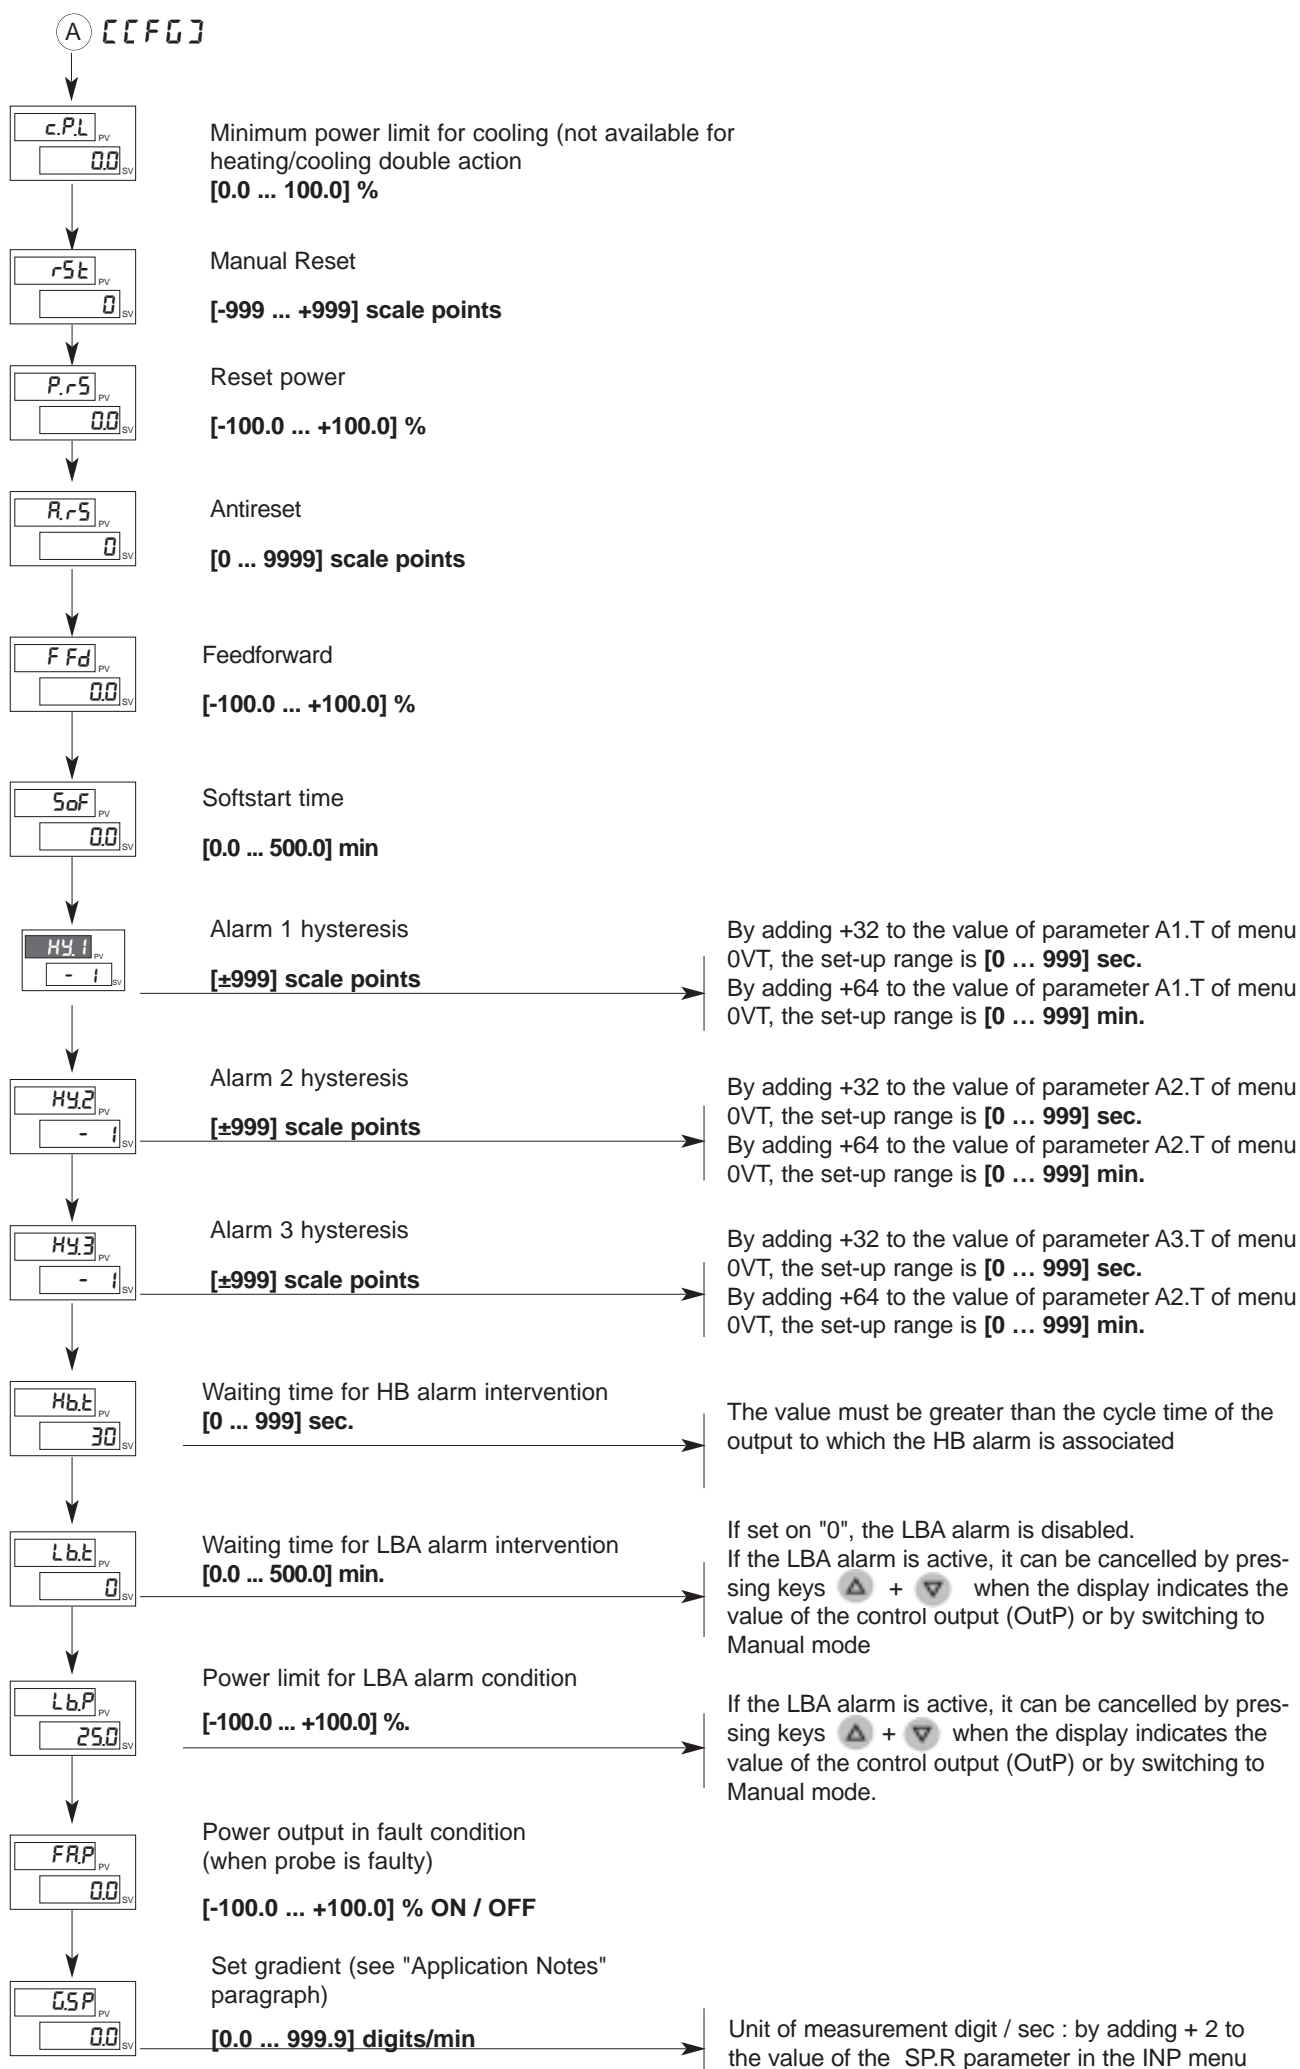 A [CFG]
c.P.L PV
0.0 SV
Minimum power limit for cooling (not available for
heating/cooling double action
[0.0 ... 100.0] %
rSt PV
0 SV
Manual Reset
[-999 ... +999] scale points
P.rS PV
0.0 SV
Reset power
[-100.0 ... +100.0] %
A.rS PV
0 SV
Antireset
[0 ... 9999] scale points
FFd PV
0.0 SV
Feedforward
[-100.0 ... +100.0] %
SoF PV
0.0 SV
Softstart time
[0.0 ... 500.0] min
HY.1 PV
- 1 SV
Alarm 1 hysteresis
[±999] scale points
By adding +32 to the value of parameter A1.T of menu
0VT, the set-up range is [0 … 999] sec.
By adding +64 to the value of parameter A1.T of menu
0VT, the set-up range is [0 … 999] min.
HY.2 PV
- 1 SV
Alarm 2 hysteresis
[±999] scale points
By adding +32 to the value of parameter A2.T of menu
0VT, the set-up range is [0 … 999] sec.
By adding +64 to the value of parameter A2.T of menu
0VT, the set-up range is [0 … 999] min.
HY.3 PV
- 1 SV
Alarm 3 hysteresis
[±999] scale points
By adding +32 to the value of parameter A3.T of menu
0VT, the set-up range is [0 … 999] sec.
By adding +64 to the value of parameter A2.T of menu
0VT, the set-up range is [0 … 999] min.
Hb.t PV
30 SV
Waiting time for HB alarm intervention
[0 ... 999] sec.
The value must be greater than the cycle time of the
output to which the HB alarm is associated
Lb.t PV
0 SV
Waiting time for LBA alarm intervention
[0.0 ... 500.0] min.
If set on "0", the LBA alarm is disabled.
If the LBA alarm is active, it can be cancelled by pres-
sing keys △ + ▽ when the display indicates the
value of the control output (OutP) or by switching to
Manual mode
Lb.P PV
25.0 SV
Power limit for LBA alarm condition
[-100.0 ... +100.0] %.
If the LBA alarm is active, it can be cancelled by pres-
sing keys △ + ▽ when the display indicates the
value of the control output (OutP) or by switching to
Manual mode.
FA.P PV
0.0 SV
Power output in fault condition
(when probe is faulty)
[-100.0 ... +100.0] % ON / OFF
G.SP PV
0.0 SV
Set gradient (see "Application Notes"
paragraph)
[0.0 ... 999.9] digits/min
Unit of measurement digit / sec : by adding + 2 to
the value of the SP.R parameter in the INP menu